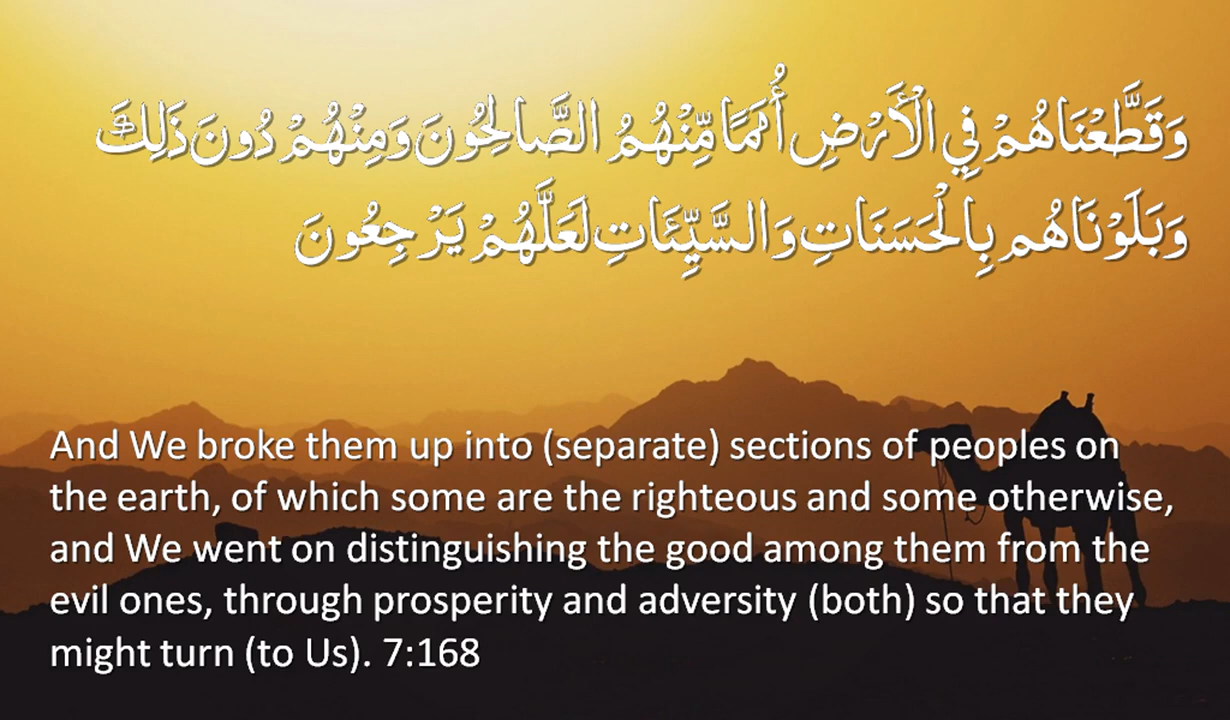 وَقَطَّعْنَاهُمْ فِي الْأَرْضِ أُمَمًا مِّنْهُمُ الصَّالِحُونَ وَمِنْهُمْ دُونَ ذَلِكَ
وَبَلَوْنَاهُم بِالْحَسَنَاتِ وَالسَّيِّئَاتِ لَعَلَّهُمْ يَرْجِعُونَ
And We broke them up into (separate) sections of peoples on
the earth, of which some are the righteous and some otherwise,
and We went on distinguishing the good among them from the
evil ones, through prosperity and adversity (both) so that they
might turn (to Us). 7:168